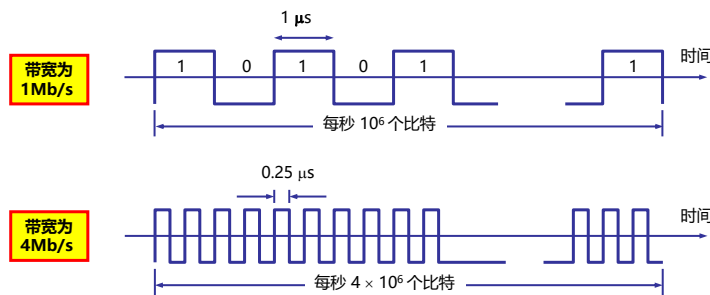 1 μs
带宽为
1Mb/s
1 0 1 0 1 1
时间
每秒 10⁶ 个比特
0.25 μs
带宽为
4Mb/s
时间
每秒 4 × 10⁶ 个比特